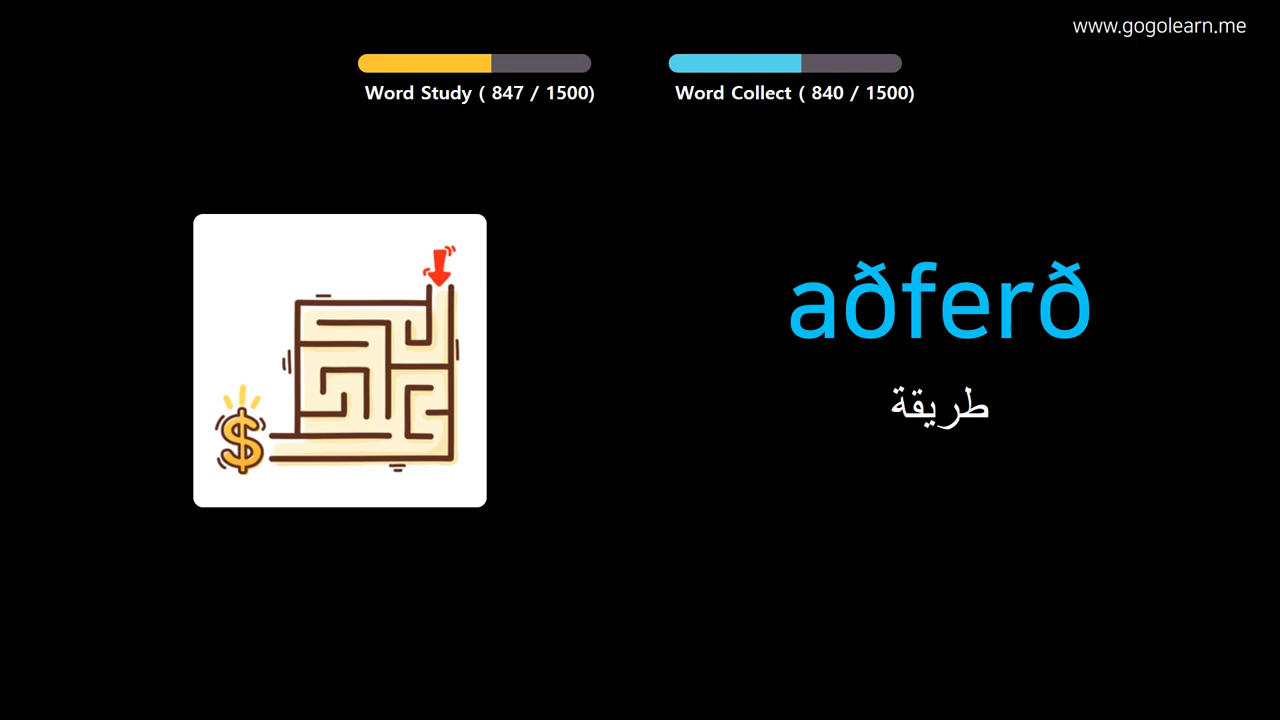 www.gogolearn.me
Word Study ( 847 / 1500)
Word Collect ( 840 / 1500)
$
aðferð
طريقة